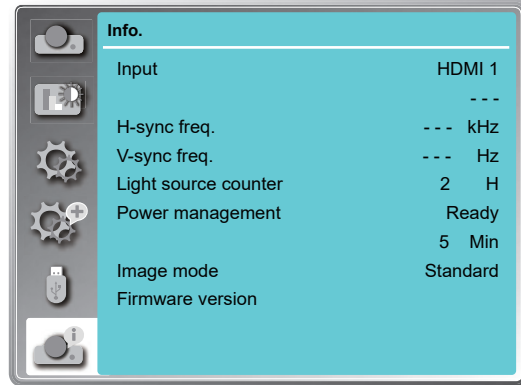 Info.
Input HDMI 1
- - -
H-sync freq. - - - kHz
V-sync freq. - - - Hz
Light source counter 2 H
Power management Ready
5 Min
Image mode Standard
Firmware version